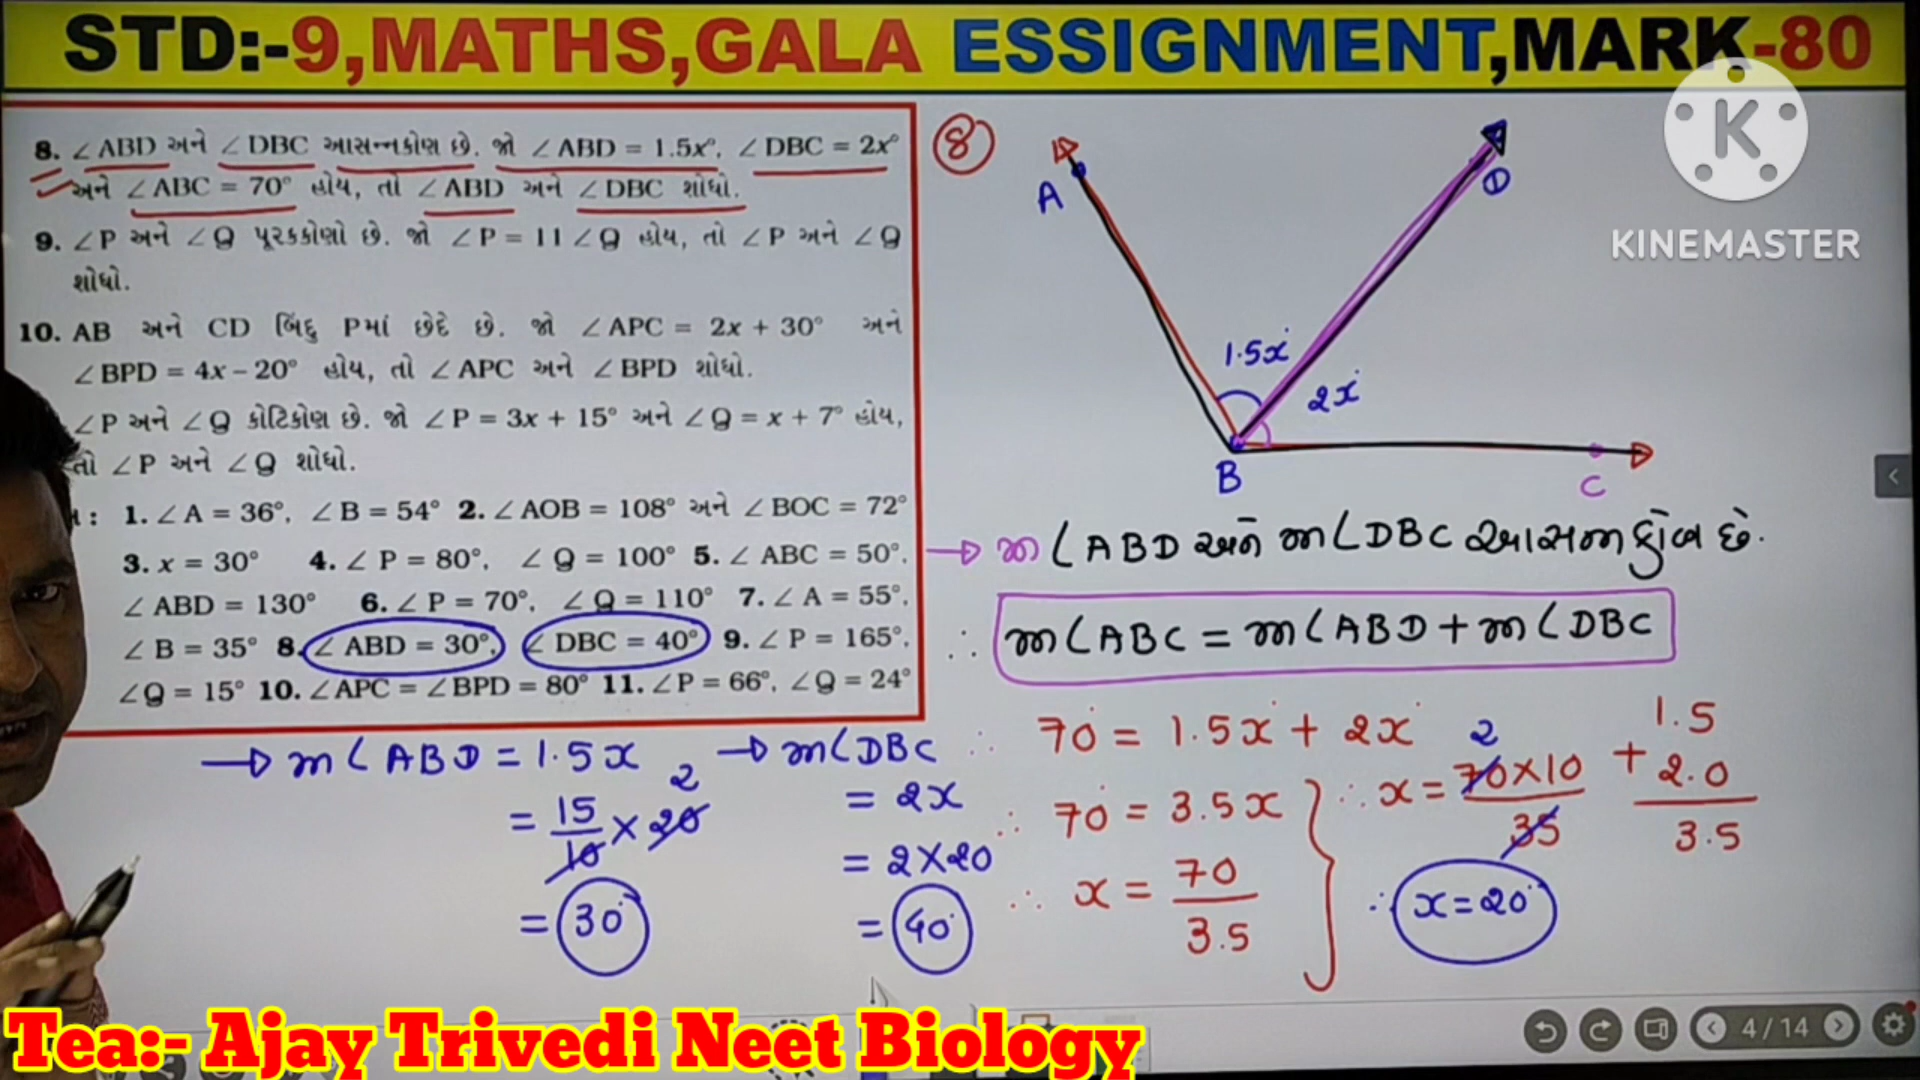 STD:-9,MATHS,GALA ESSIGNMENT,MARK-80
K
KINEMASTER
8. ∠ABD અને ∠DBC આસન્નકોણ છે. જો ∠ABD = 1.5x°, ∠DBC = 2x°
અને ∠ABC = 70° હોય, તો ∠ABD અને ∠DBC શોધો.
9. ∠P અને ∠Q પૂરકકોણો છે. જો ∠P = 11∠Q હોય, તો ∠P અને ∠Q
શોધો.
10. AB અને CD બિંદુ Pમાં છેદે છે. જો ∠APC = 2x + 30° અને
∠BPD = 4x – 20° હોય, તો ∠APC અને ∠BPD શોધો.
∠P અને ∠Q કોટિકોણ છે. જો ∠P = 3x + 15° અને ∠Q = x + 7° હોય,
તો ∠P અને ∠Q શોધો.
: 1. ∠A = 36°, ∠B = 54° 2. ∠AOB = 108° અને ∠BOC = 72°
3. x = 30° 4. ∠P = 80°, ∠Q = 100° 5. ∠ABC = 50°,
∠ABD = 130° 6. ∠P = 70°, ∠Q = 110° 7. ∠A = 55°,
∠B = 35° 8. ∠ABD = 30°, ∠DBC = 40° 9. ∠P = 165°,
∠Q = 15° 10. ∠APC = ∠BPD = 80° 11. ∠P = 66°, ∠Q = 24°
8
A
D
1.5x°
2x°
B
C
→ m∠ABD અને m∠DBC આસન્નકોણ છે.
∴ m∠ABC = m∠ABD + m∠DBC
∴ 70° = 1.5x° + 2x°
∴ 70° = 3.5x
∴ x = 70/3.5
∴ x = 70×10/35 2
∴ x = 20°
1.5
+ 2.0
3.5
→ m∠ABD = 1.5x
= 15/10 × 20 2
= 30°
→ m∠DBC
= 2x
= 2×20
= 40°
4 / 14
Tea:- Ajay Trivedi Neet Biology